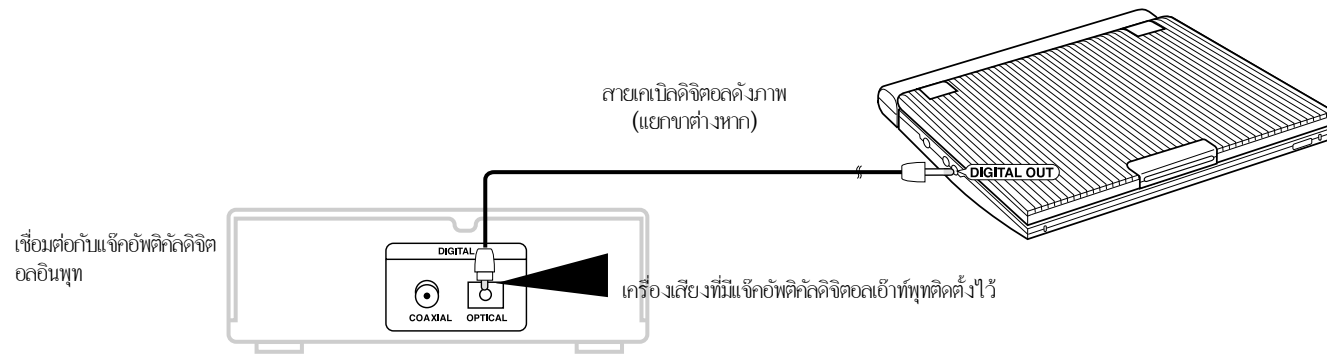 สายเคเบิลดิจิตอลดังภาพ
(แยกขาต่างหาก)
DIGITAL OUT
เชื่อมต่อกับแจ็คอัพติคัลดิจิต
อลอินพุท
DIGITAL
COAXIAL OPTICAL
เครื่องเสียงที่มีแจ็คอัพติคัลดิจิตอลเอ๊าท์พุทติดตั้งไว้